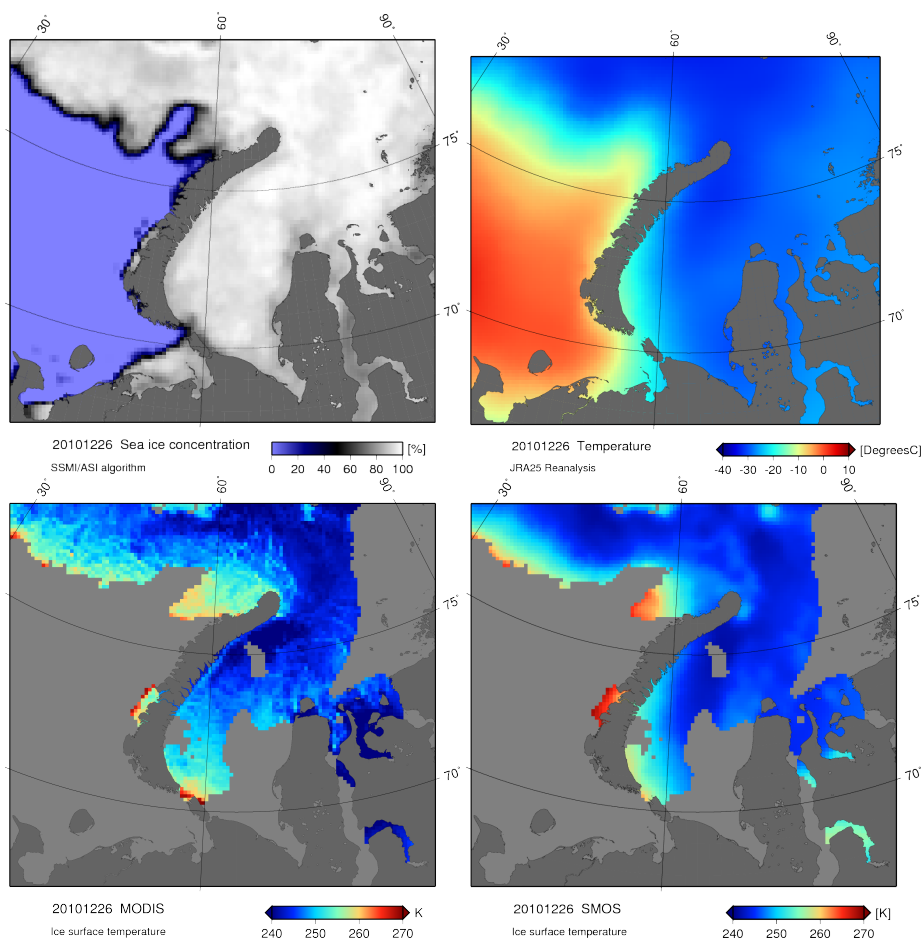 60°
90°
30°
75°
70°
20101226 Sea ice concentration
[%]
SSMI/ASI algorithm
0 20 40 60 80 100
60°
90°
30°
75°
70°
20101226 Temperature
[DegreesC]
JRA25 Reanalysis
-40 -30 -20 -10 0 10
60°
90°
30°
75°
70°
20101226 MODIS
K
Ice surface temperature
240 250 260 270
60°
90°
30°
75°
70°
20101226 SMOS
[K]
Ice surface temperature
240 250 260 270